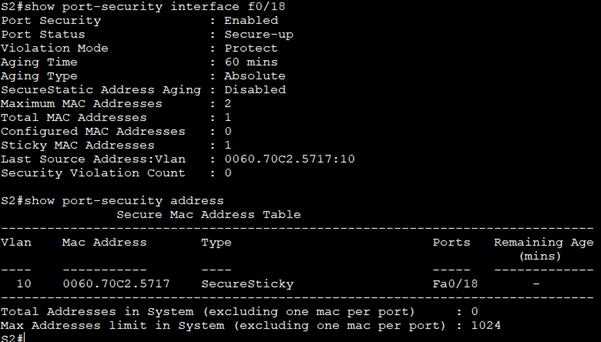 S2#show port-security interface f0/18
Port Security              : Enabled
Port Status                : Secure-up
Violation Mode             : Protect
Aging Time                 : 60 mins
Aging Type                 : Absolute
SecureStatic Address Aging : Disabled
Maximum MAC Addresses      : 2
Total MAC Addresses        : 1
Configured MAC Addresses   : 0
Sticky MAC Addresses       : 1
Last Source Address:Vlan   : 0060.70C2.5717:10
Security Violation Count   : 0

S2#show port-security address
               Secure Mac Address Table
-------------------------------------------------------------------------------
Vlan    Mac Address       Type                          Ports   Remaining Age
                                                                   (mins)
----    -----------       ----                          -----   -------------
  10    0060.70C2.5717    SecureSticky                  Fa0/18       -
-------------------------------------------------------------------------------
Total Addresses in System (excluding one mac per port)     : 0
Max Addresses limit in System (excluding one mac per port) : 1024
S2#